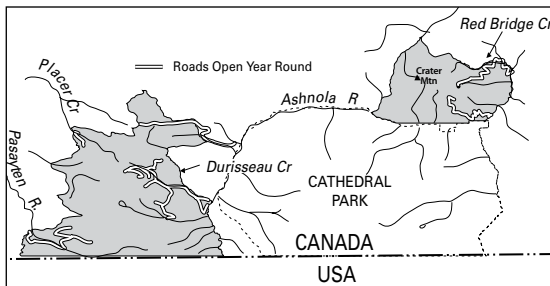 Red Bridge Cr
Placer Cr
Roads Open Year Round
Crater
Mtn
Ashnola R
Pasayten R.
Durisseau Cr
CATHEDRAL
PARK
CANADA
USA